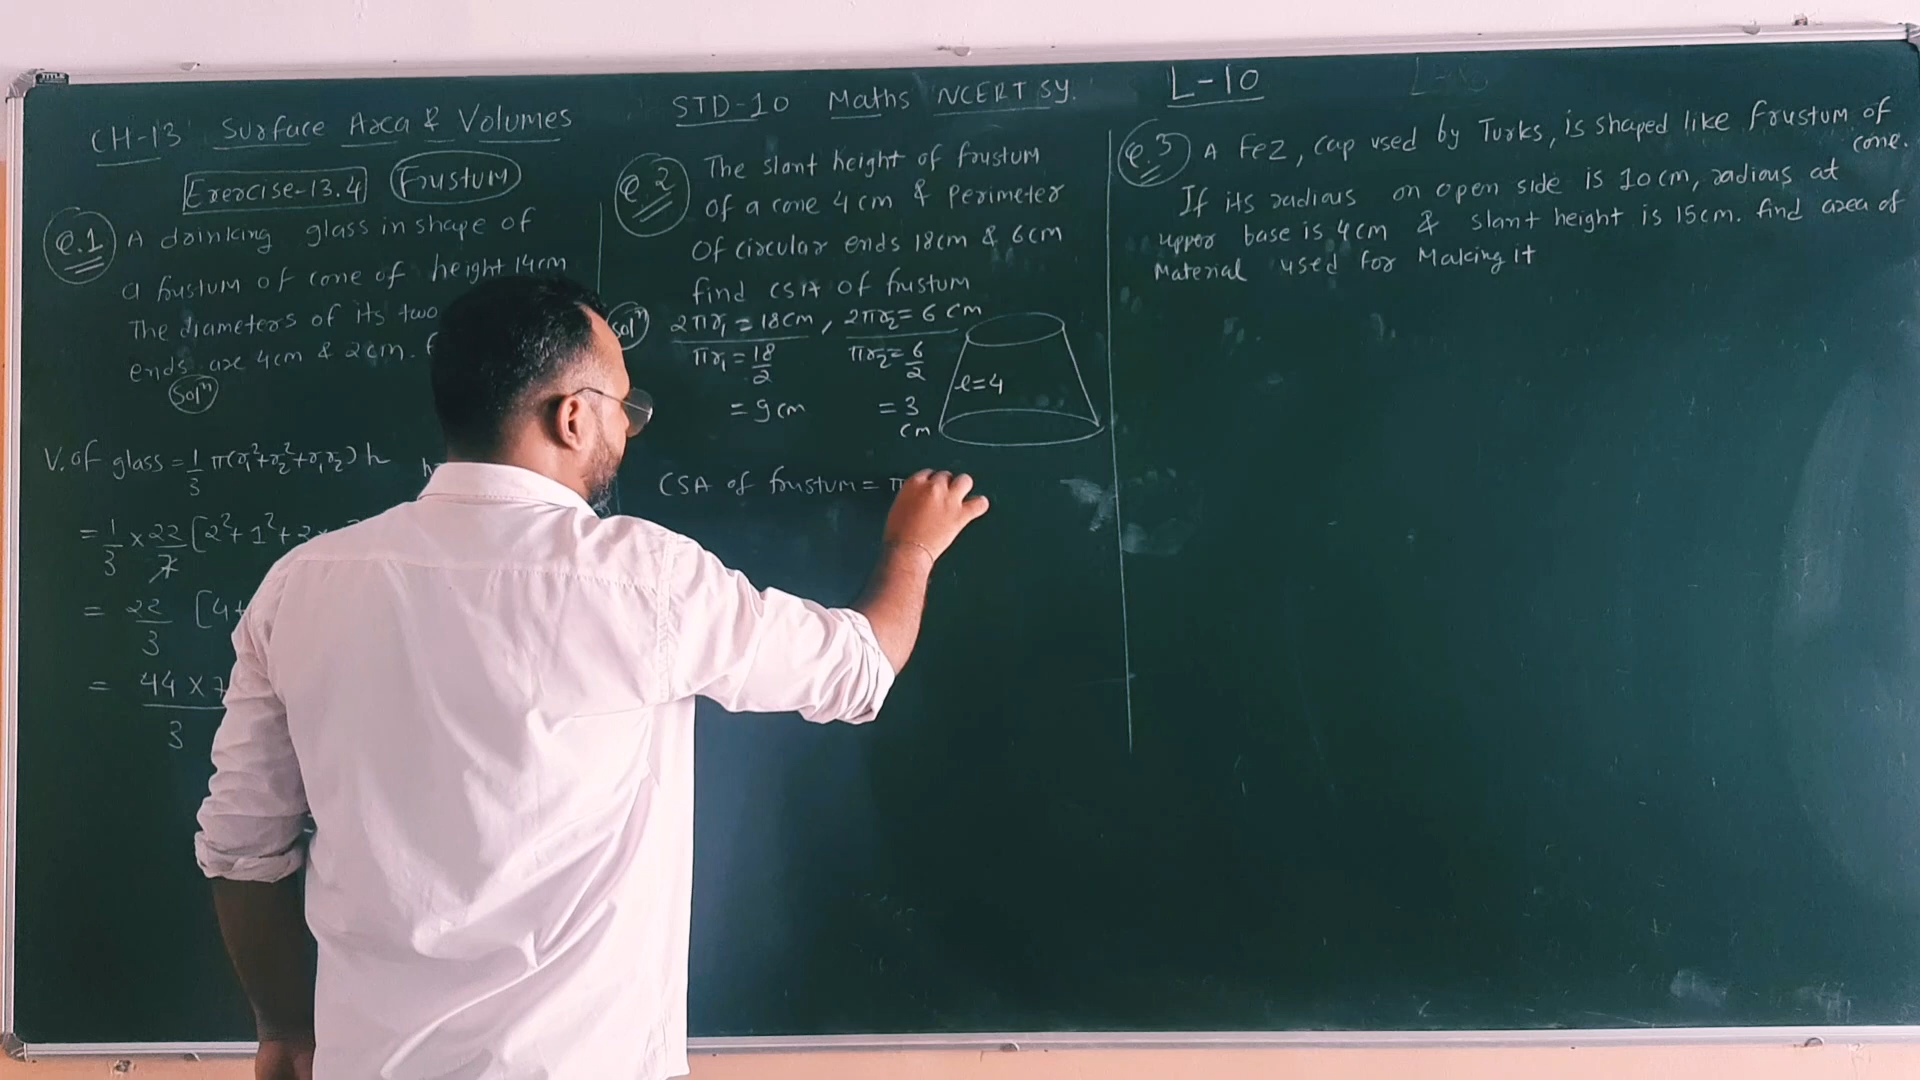 TITLE
STD-10 Maths NCERT SY. L-10
CH-13 Surface Area & Volumes
Exercise-13.4 Frustum
Q.1 A drinking glass in shape of
a frustum of cone of height 14cm
The diameters of its two
ends are 4cm & 2cm.
Solⁿ
V. of glass = 1/3 π(r₁²+r₂²+r₁r₂) h
= 1/3 × 22/7 [2²+1²+2×
= 22/3 [4+
= 44×7
3
Q.2 The slant height of frustum
of a cone 4cm & Perimeter
Of circular ends 18cm & 6cm
find CSA of frustum
Solⁿ 2πr₁ = 18cm, 2πr₂ = 6 cm
πr₁ = 18/2 πr₂ = 6/2
= 9cm = 3
cm
l=4
CSA of frustum = π
Q.3 A Fez, cap used by Turks, is shaped like frustum of
cone.
If its radious on open side is 10cm, radious at
upper base is 4cm & slant height is 15cm. find area of
Material used for Making it